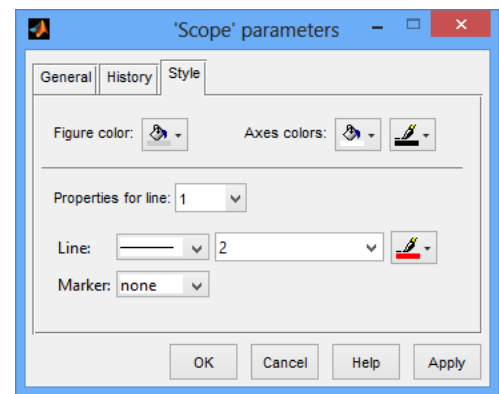 'Scope' parameters
General History Style
Figure color: Axes colors:
Properties for line: 1
Line: 2
Marker: none
OK Cancel Help Apply